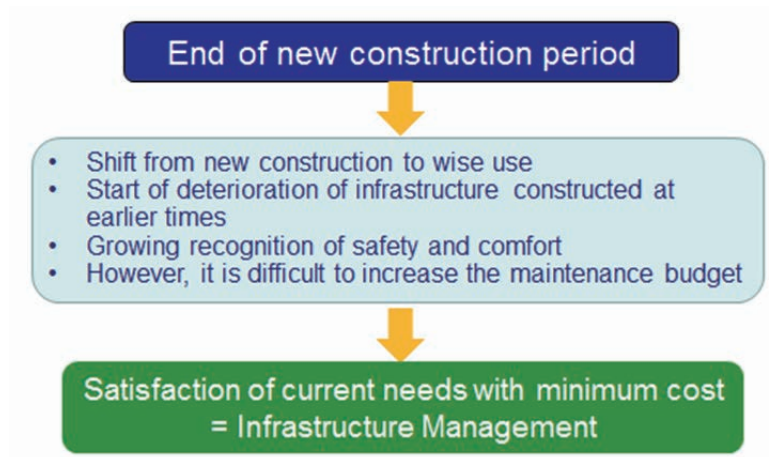 End of new construction period
• Shift from new construction to wise use
• Start of deterioration of infrastructure constructed at
earlier times
• Growing recognition of safety and comfort
• However, it is difficult to increase the maintenance budget
Satisfaction of current needs with minimum cost
= Infrastructure Management